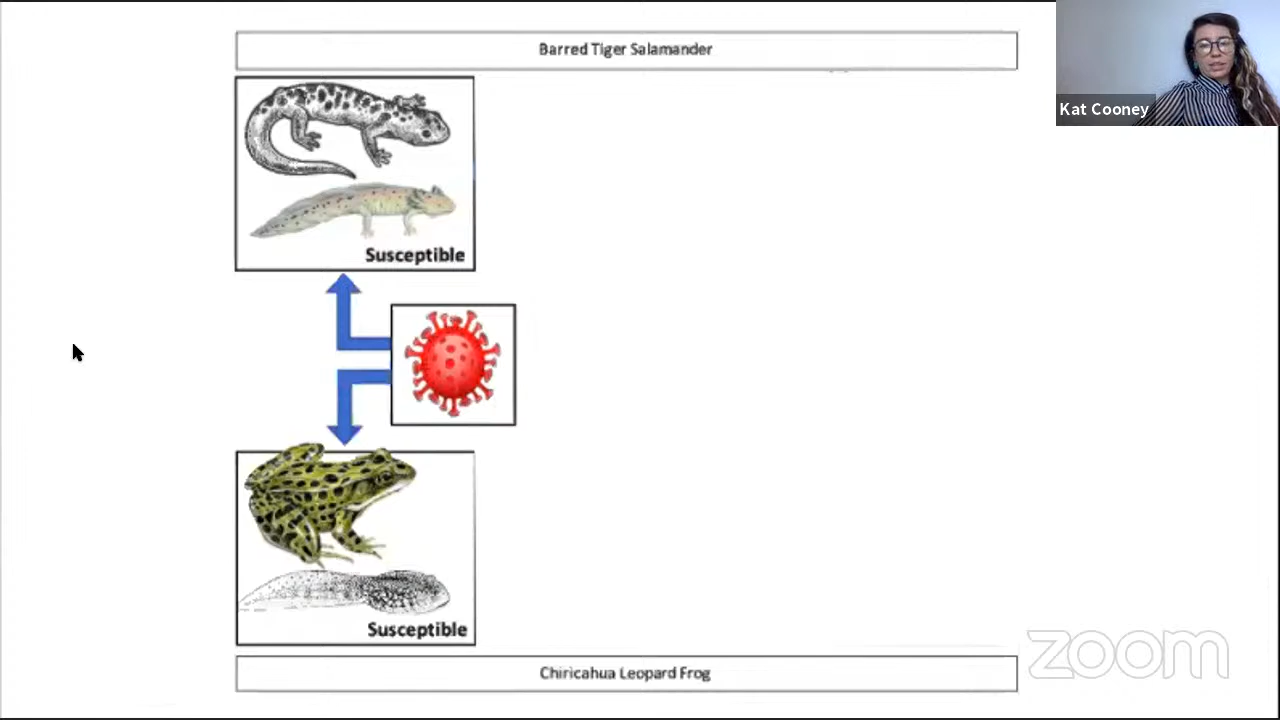 Barred Tiger Salamander
Kat Cooney
Susceptible
Susceptible
Chiricahua Leopard Frog
zoom